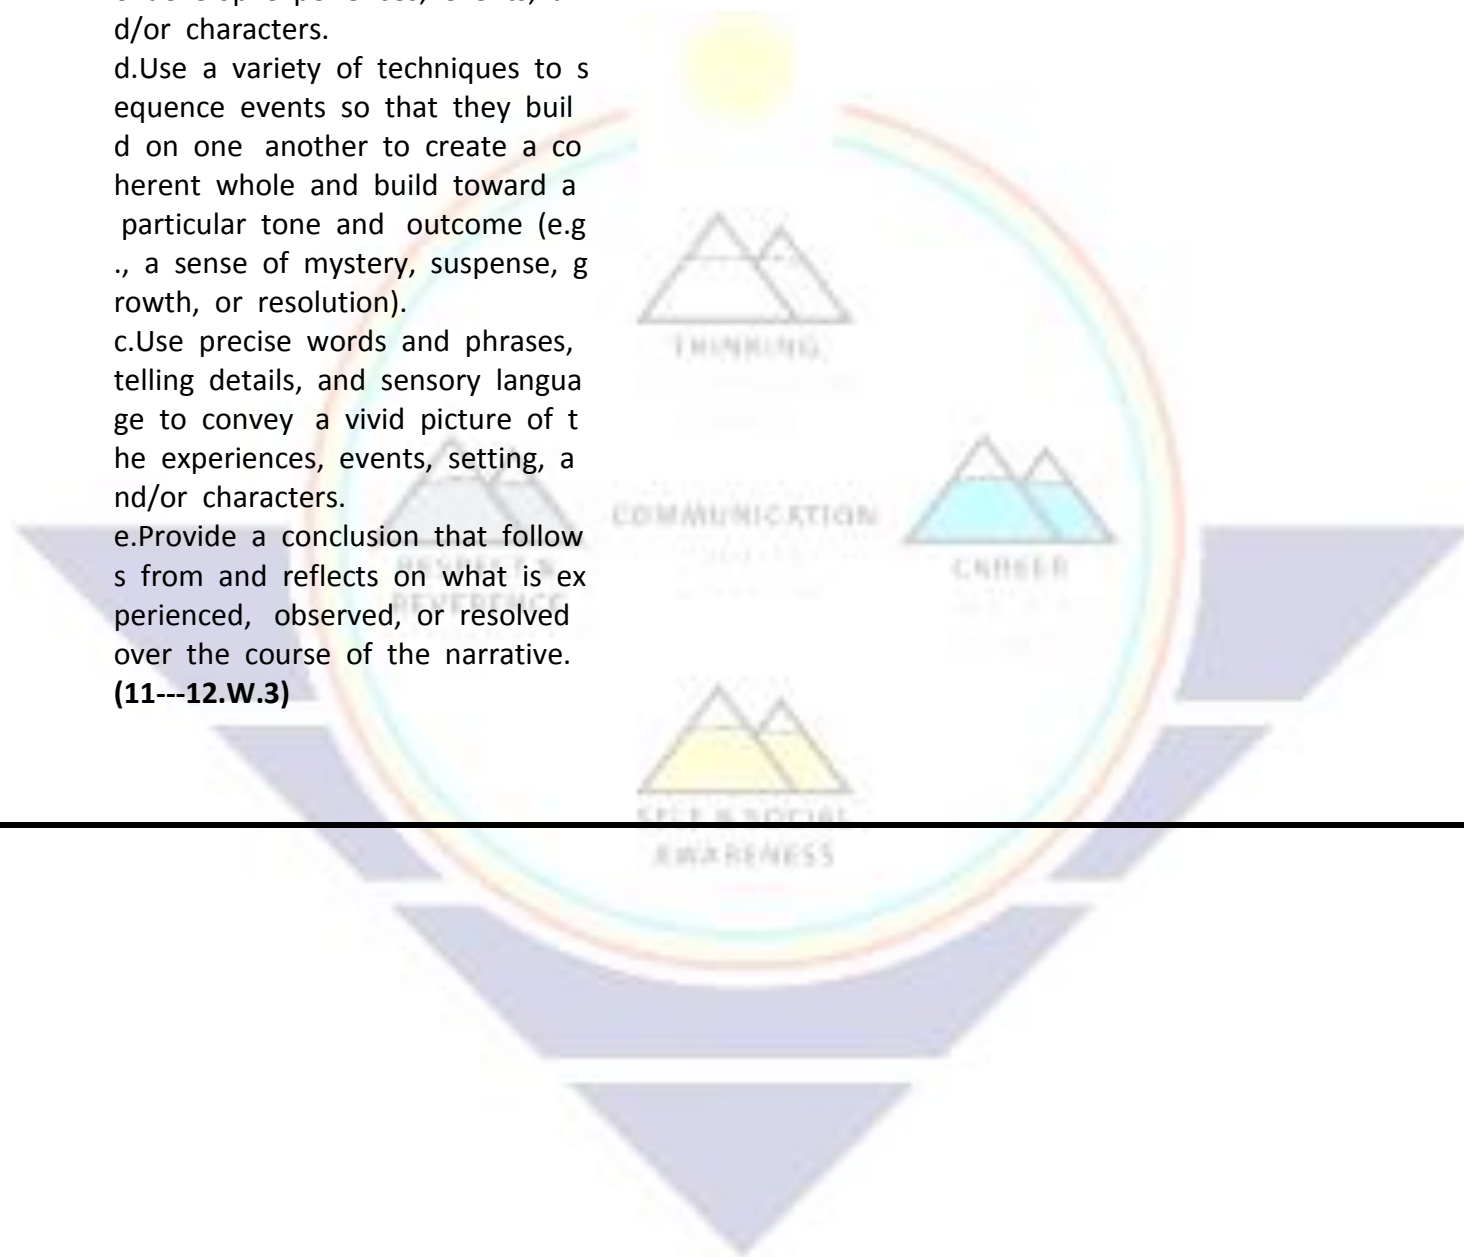 d/or characters.
d.Use a variety of techniques to s
equence events so that they buil
d on one another to create a co
herent whole and build toward a
particular tone and outcome (e.g
., a sense of mystery, suspense, g
rowth, or resolution).
c.Use precise words and phrases,
telling details, and sensory langua
ge to convey a vivid picture of t
he experiences, events, setting, a
nd/or characters.
e.Provide a conclusion that follow
s from and reflects on what is ex
perienced, observed, or resolved
over the course of the narrative.
(11---12.W.3)
THINKING
COMMUNICATION
RESPECT &
REVERENCE
CAREER
SELF & SOCIAL
AWARENESS